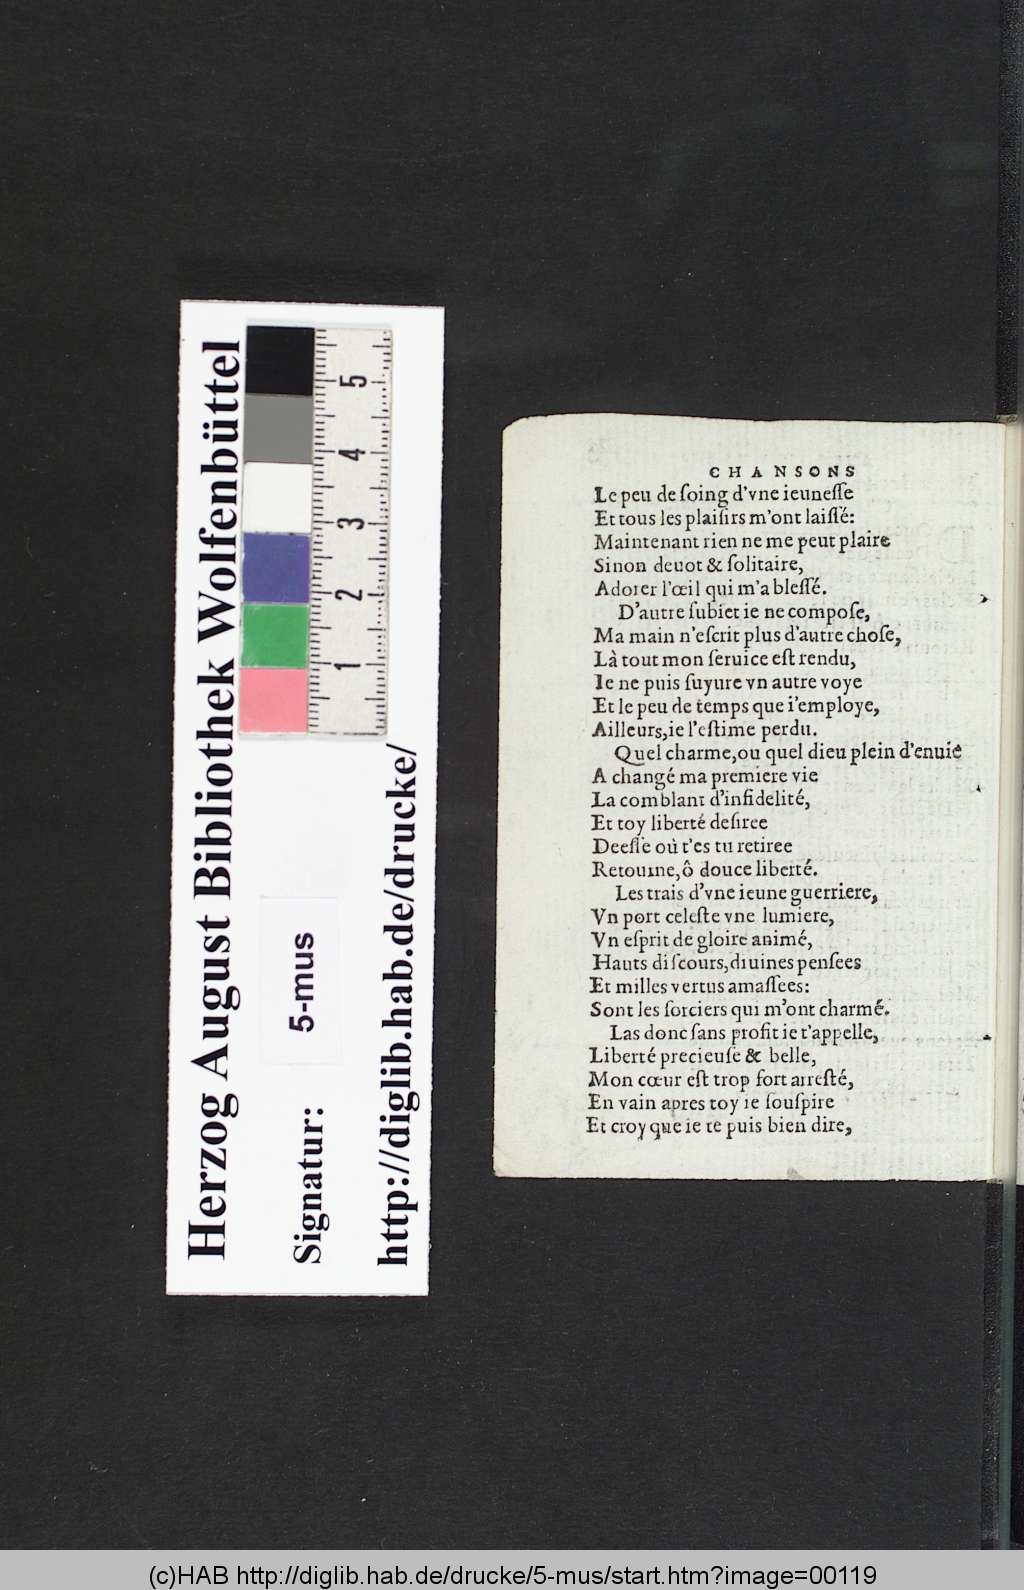 Herzog August Bibliothek Wolfenbüttel
1 2 3 4 5
Signatur: 5-mus
http://diglib.hab.de/drucke/
CHANSONS
Le peu de ſoing d'vne ieuneſſe
Et tous les plaiſirs m'ont laiſſé:
Maintenant rien ne me peut plaire
Sinon deuot & ſolitaire,
Adorer l'œil qui m'a bleſſé.
D'autre ſubiet ie ne compoſe,
Ma main n'eſcrit plus d'autre choſe,
Là tout mon ſeruice eſt rendu,
Ie ne puis ſuyure vn autre voye
Et le peu de temps que i'employe,
Ailleurs, ie l'eſtime perdu.
Quel charme, ou quel dieu plein d'enuie
A changé ma premiere vie
La comblant d'infidelité,
Et toy liberté deſiree
Deeſſe où t'es tu retiree
Retourne, ô douce liberté.
Les trais d'vne ieune guerriere,
Vn port celeſte vne lumiere,
Vn eſprit de gloire animé,
Hauts diſcours, diuines penſees
Et milles vertus amaſſees:
Sont les ſorciers qui m'ont charmé.
Las donc ſans profit ie t'appelle,
Liberté precieuſe & belle,
Mon cœur eſt trop fort arreſté,
En vain apres toy ie ſouſpire
Et croy que ie te puis bien dire,
(c)HAB http://diglib.hab.de/drucke/5-mus/start.htm?image=00119